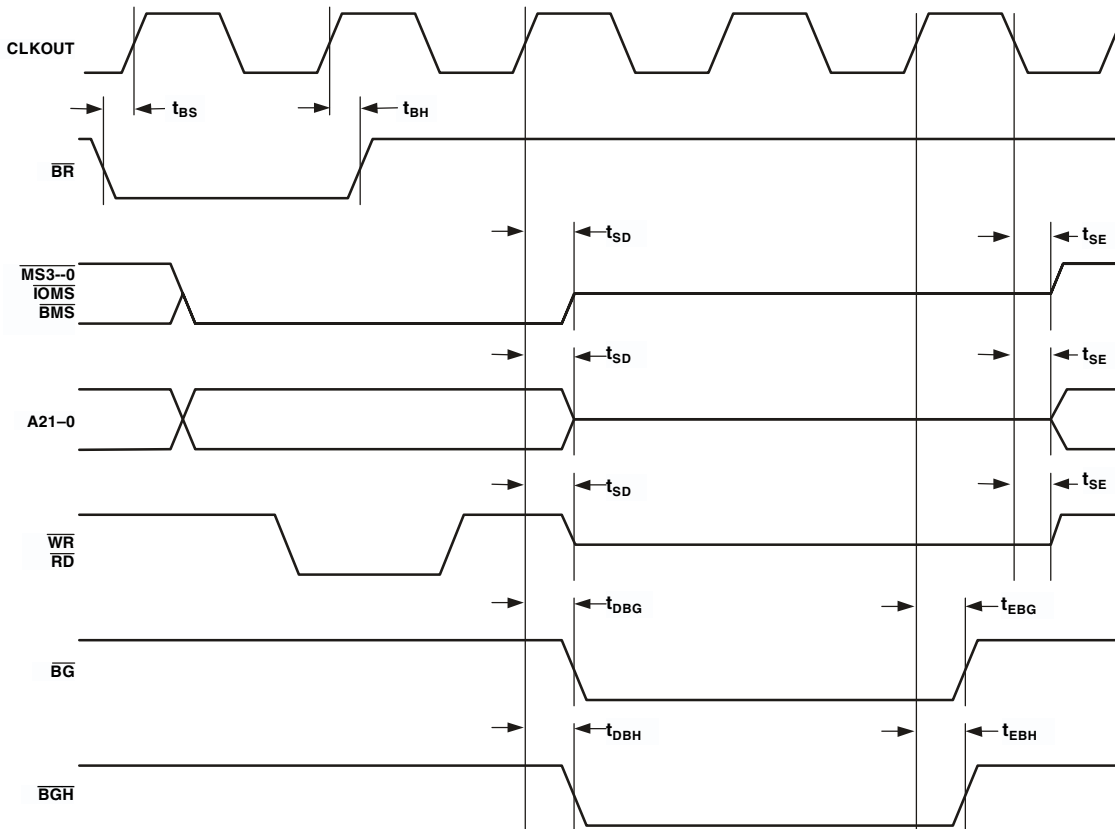 CLKOUT
tBS
tBH
BR
tSD
tSE
MS3--0
IOMS
BMS
tSD
tSE
A21–0
tSD
tSE
WR
RD
tDBG
tEBG
BG
tDBH
tEBH
BGH